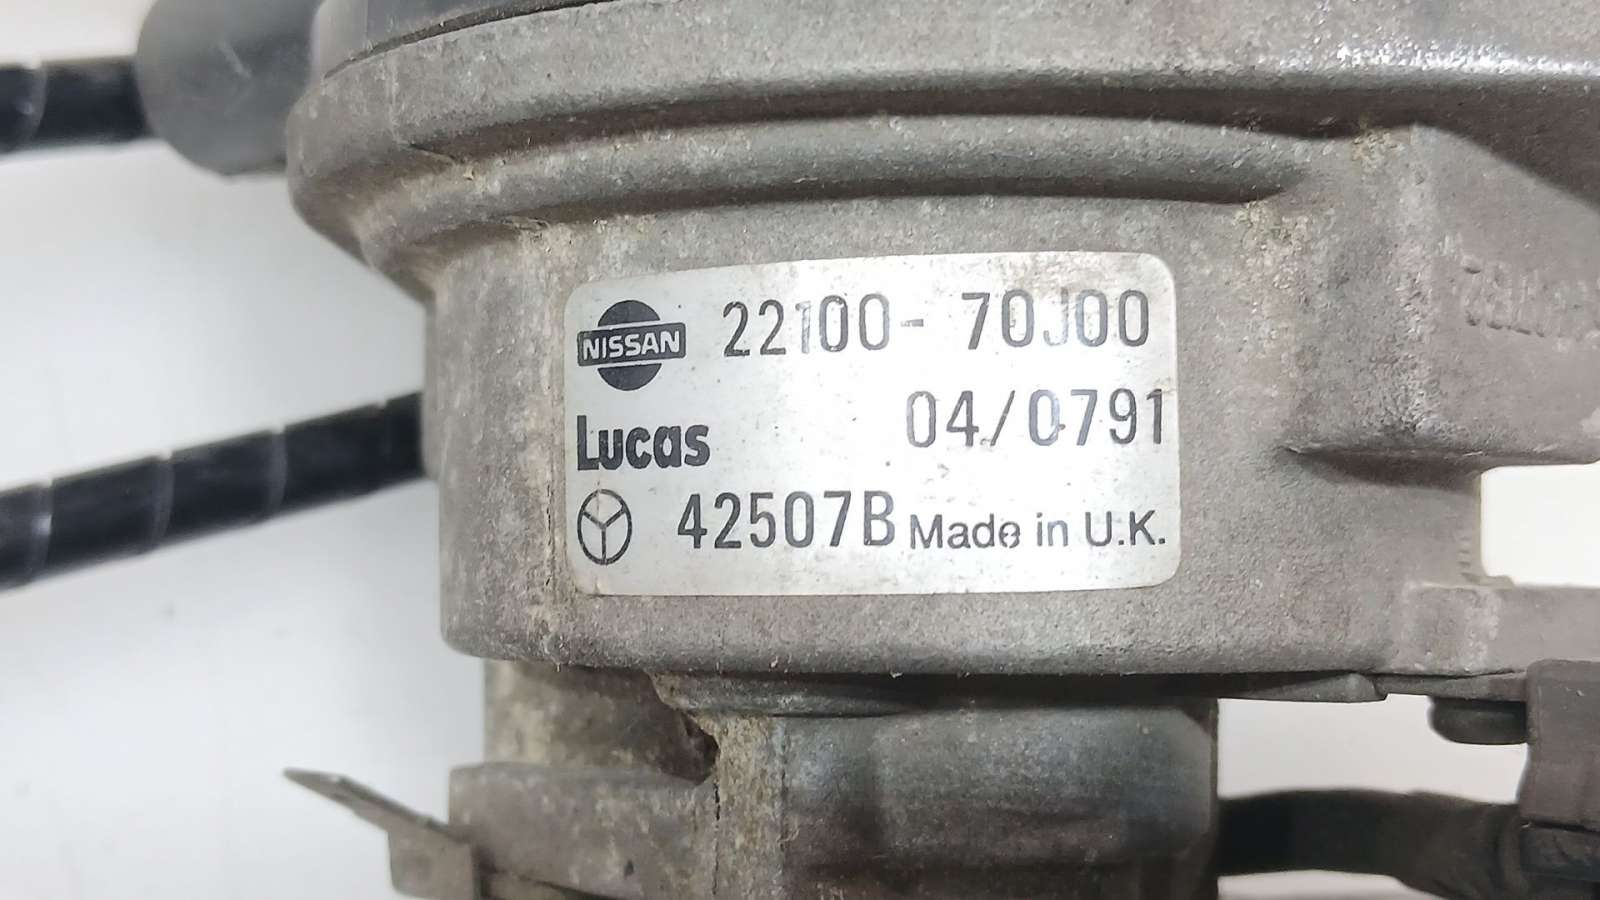 NISSAN 22100- 70J00
Lucas 04/0791
42507B Made in U.K.